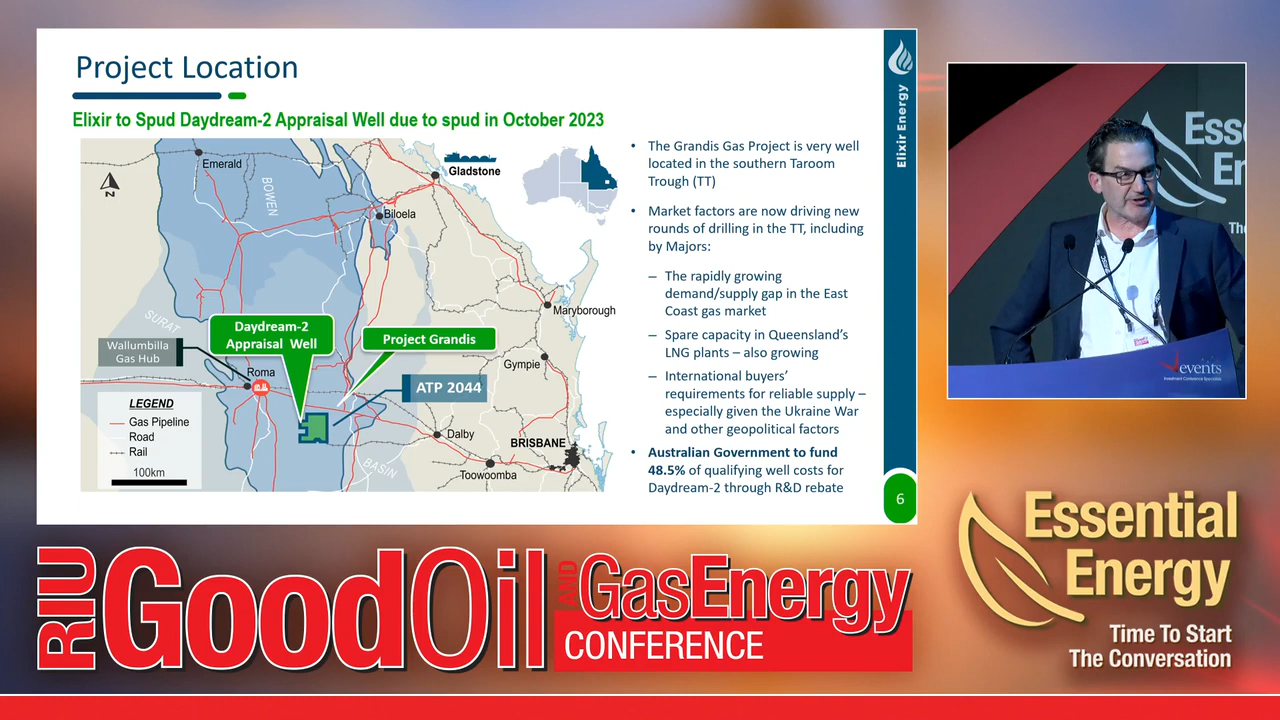 Project Location
Elixir to Spud Daydream-2 Appraisal Well due to spud in October 2023
Emerald
BOWEN
Gladstone
Biloela
N
SURAT
Maryborough
Daydream-2
Appraisal Well
Project Grandis
Wallumbilla
Gas Hub
Roma
Gympie
ATP 2044
LEGEND
Gas Pipeline
Road
Rail
100km
Dalby
BRISBANE
BASIN
Toowoomba
• The Grandis Gas Project is very well
located in the southern Taroom
Trough (TT)
• Market factors are now driving new
rounds of drilling in the TT, including
by Majors:
– The rapidly growing
demand/supply gap in the East
Coast gas market
– Spare capacity in Queensland's
LNG plants – also growing
– International buyers'
requirements for reliable supply –
especially given the Ukraine War
and other geopolitical factors
• Australian Government to fund
48.5% of qualifying well costs for
Daydream-2 through R&D rebate
Elixir Energy
6
Ess
En
The
events
Investment Conference Specialists
RIU GoodOil AND GasEnergy
CONFERENCE
Essential
Energy
Time To Start
The Conversation